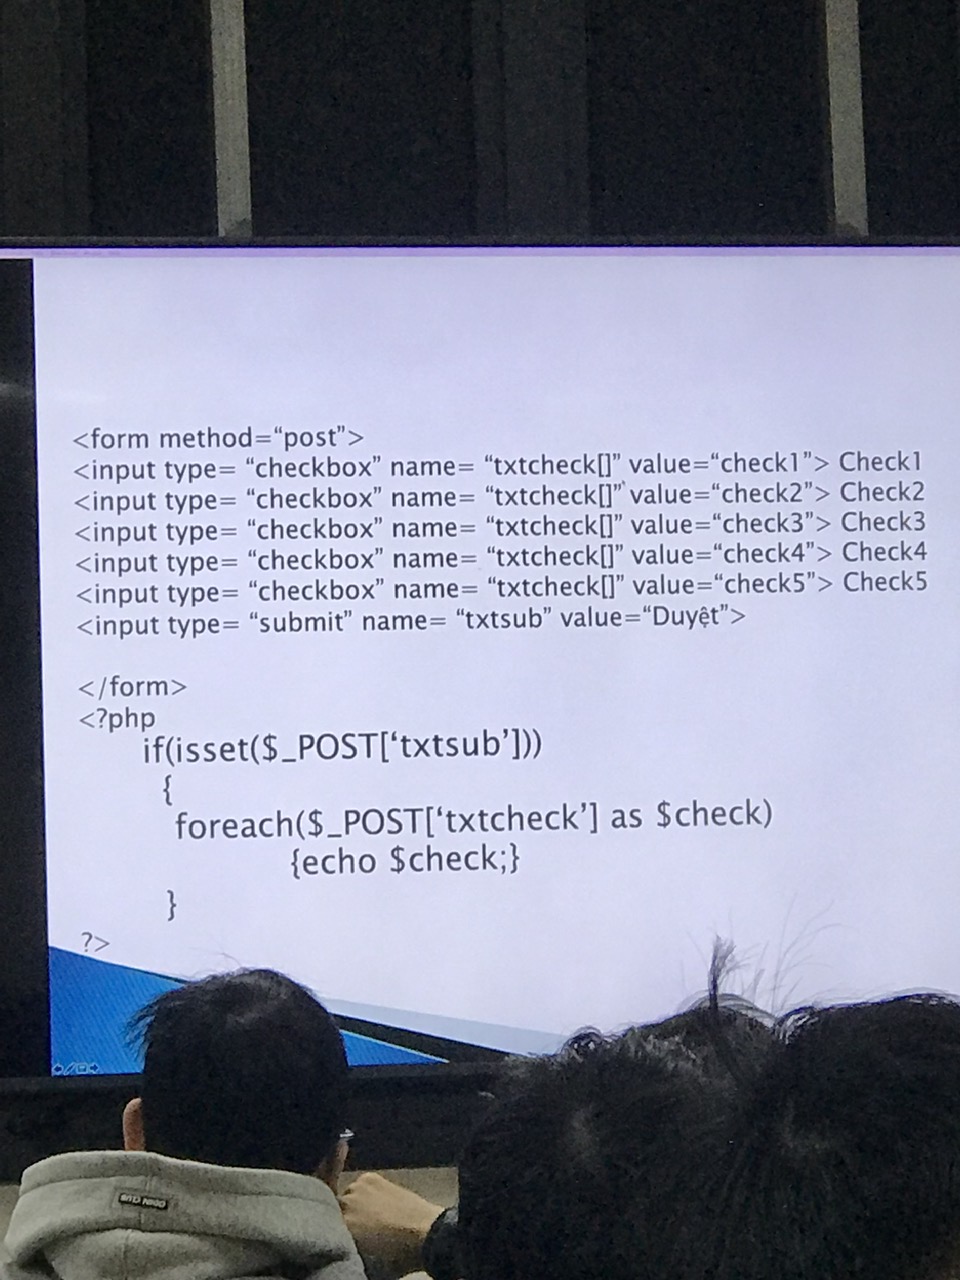 <form method=“post”>
<input type= “checkbox” name= “txtcheck[]” value=“check1”> Check1
<input type= “checkbox” name= “txtcheck[]” value=“check2”> Check2
<input type= “checkbox” name= “txtcheck[]” value=“check3”> Check3
<input type= “checkbox” name= “txtcheck[]” value=“check4”> Check4
<input type= “checkbox” name= “txtcheck[]” value=“check5”> Check5
<input type= “submit” name= “txtsub” value=“Duyệt”>
</form>
<?php
if(isset($_POST[‘txtsub’]))
{
foreach($_POST[‘txtcheck’] as $check)
{echo $check;}
}
?>